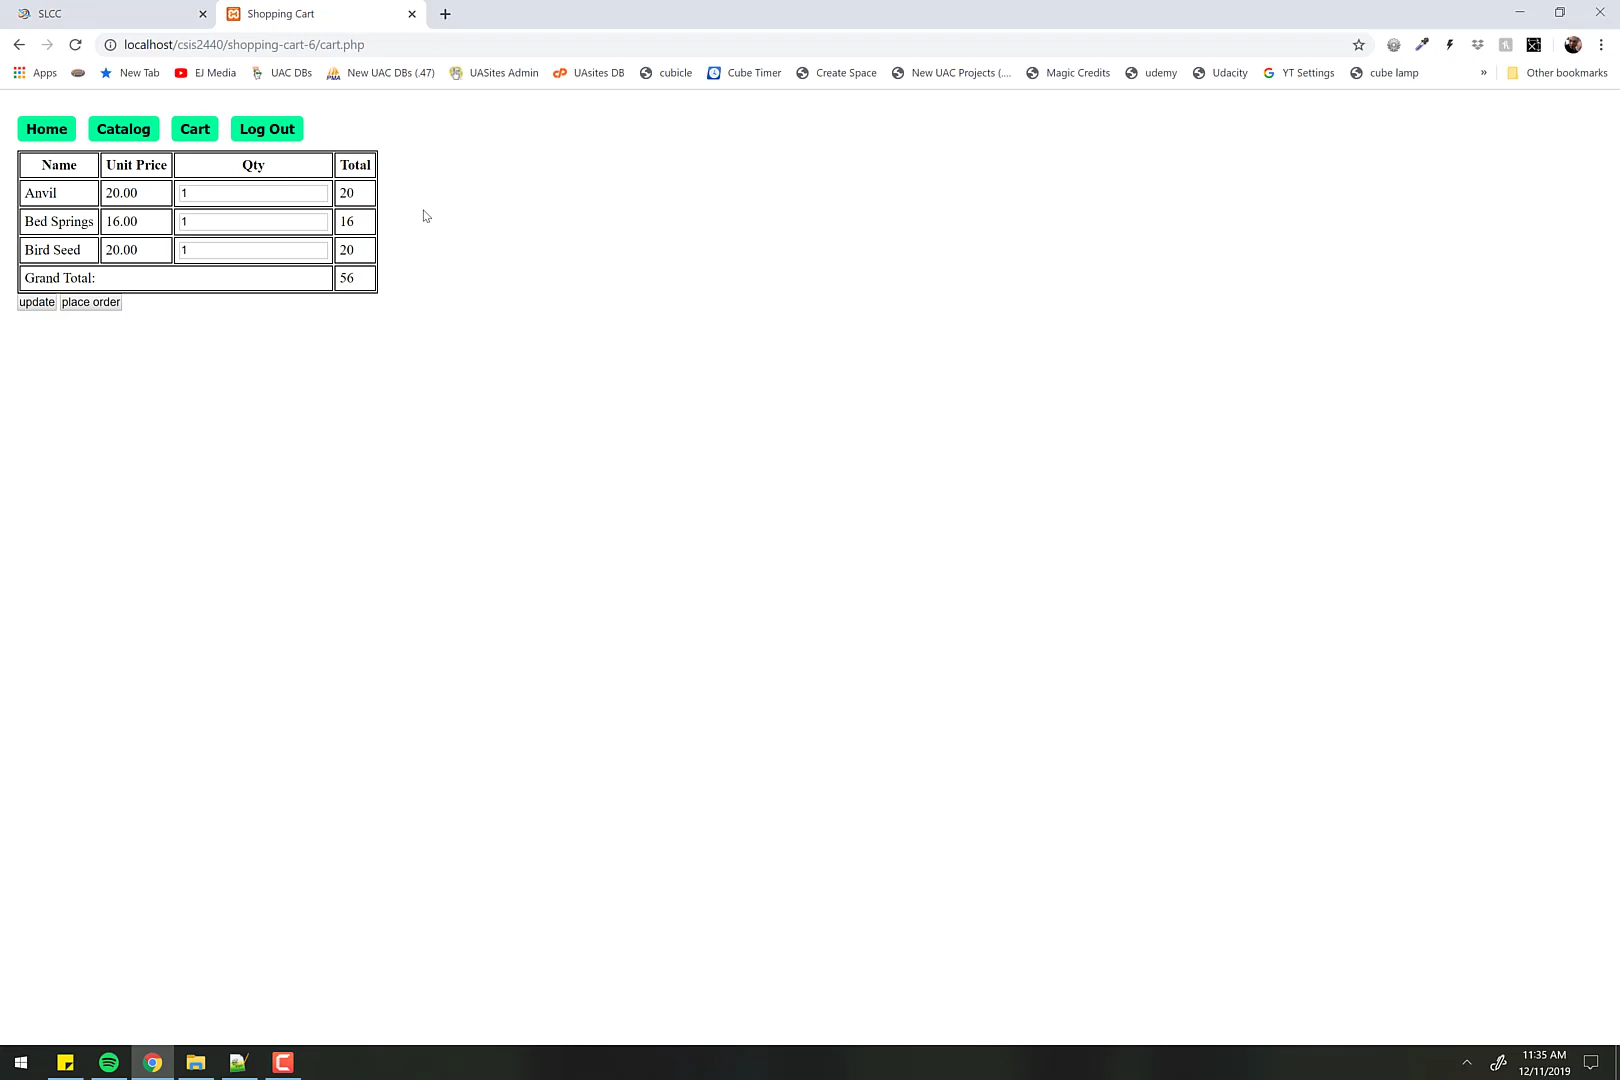 SLCC
Shopping Cart
localhost/csis2440/shopping-cart-6/cart.php
Apps New Tab EJ Media UAC DBs New UAC DBs (.47) UASites Admin UAsites DB cubicle Cube Timer Create Space New UAC Projects (.... Magic Credits udemy Udacity YT Settings cube lamp » Other bookmarks
Home Catalog Cart Log Out
Name Unit Price Qty Total
Anvil 20.00 1 20
Bed Springs 16.00 1 16
Bird Seed 20.00 1 20
Grand Total: 56
update place order
11:35 AM
12/11/2019